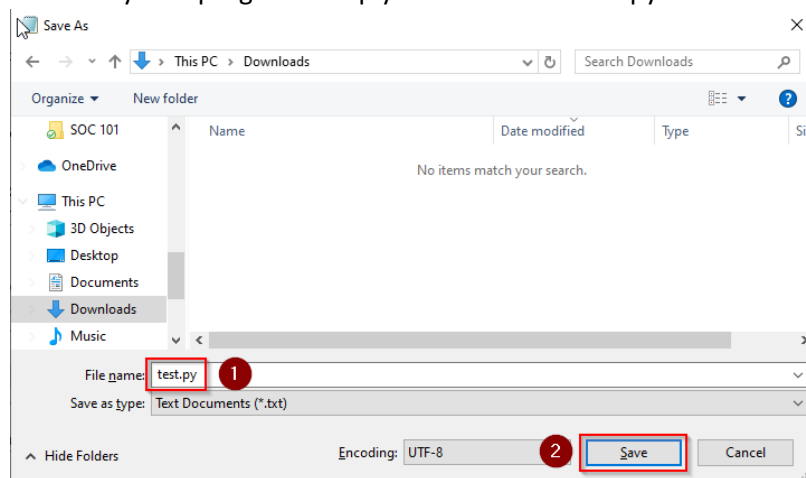 Save As
This PC > Downloads
Search Downloads
Organize
New folder
SOC 101
Name
Date modified
Type
OneDrive
No items match your search.
This PC
3D Objects
Desktop
Documents
Downloads
Music
File name: test.py 1
Save as type: Text Documents (*.txt)
Hide Folders
Encoding: UTF-8
2 Save
Cancel